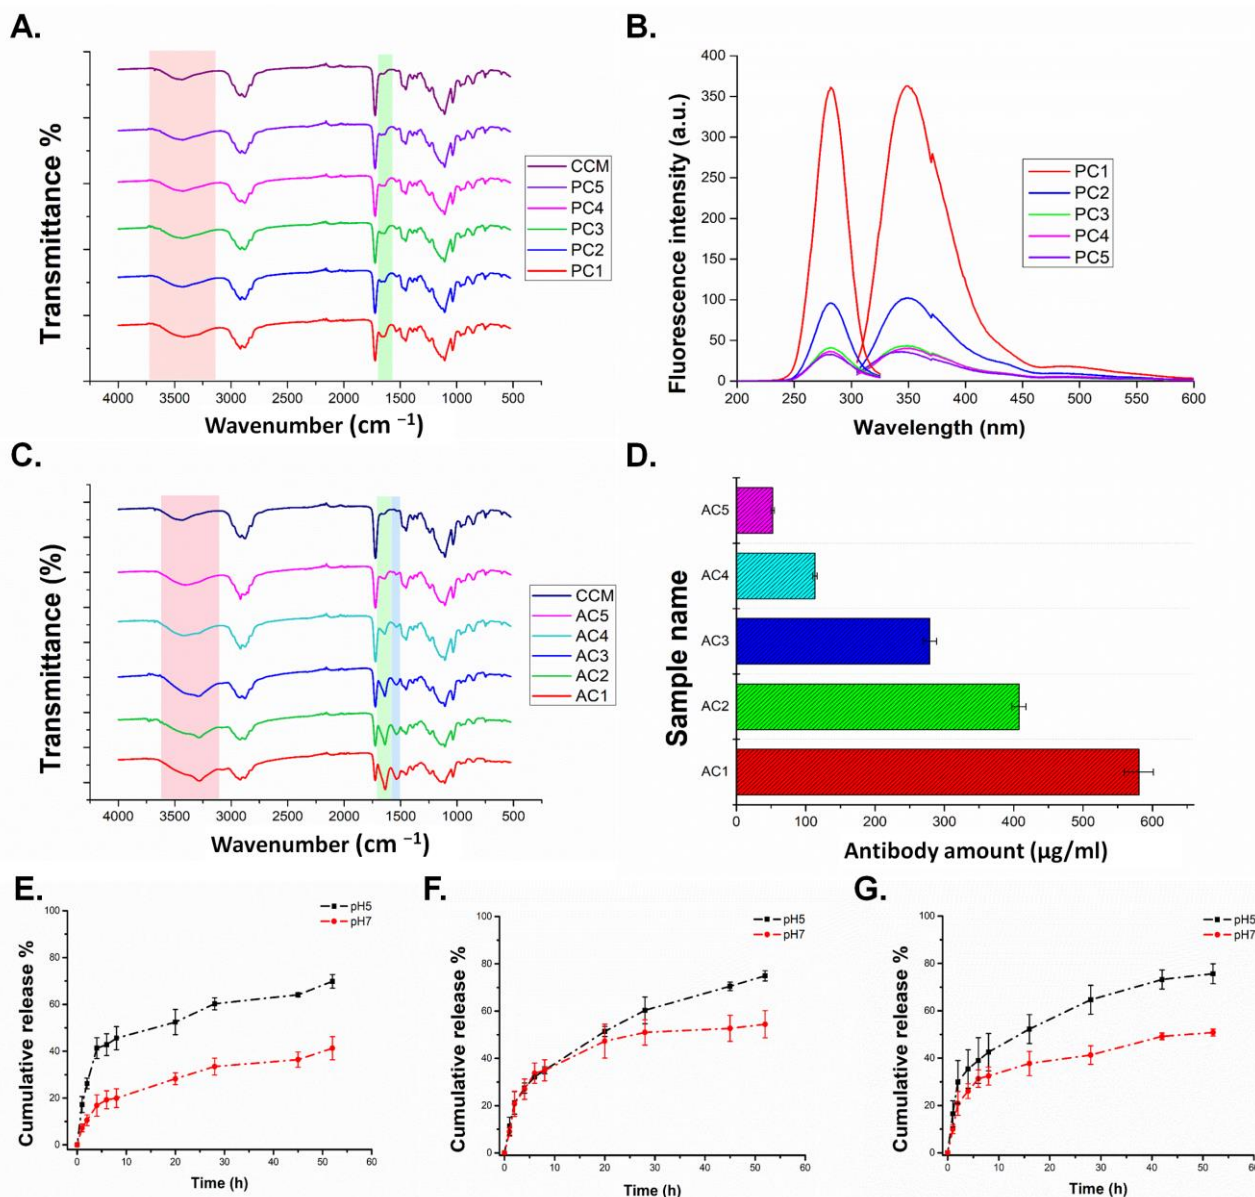 A.
Transmittance %
4000 3500 3000 2500 2000 1500 1000 500
Wavenumber (cm −1)
CCM
PC5
PC4
PC3
PC2
PC1
B.
Fluorescence intensity (a.u.)
400
350
300
250
200
150
100
50
0
200 250 300 350 400 450 500 550 600
Wavelength (nm)
PC1
PC2
PC3
PC4
PC5
C.
Transmittance (%)
4000 3500 3000 2500 2000 1500 1000 500
Wavenumber (cm −1)
CCM
AC5
AC4
AC3
AC2
AC1
D.
Sample name
AC5
AC4
AC3
AC2
AC1
0 100 200 300 400 500 600
Antibody amount (µg/ml)
E.
Cumulative release %
100
80
60
40
20
0
0 10 20 30 40 50 60
Time (h)
pH5
pH7
F.
Cumulative release %
100
80
60
40
20
0
0 10 20 30 40 50 60
Time (h)
pH5
pH7
G.
Cumulative release %
100
80
60
40
20
0
0 10 20 30 40 50 60
Time (h)
pH5
pH7